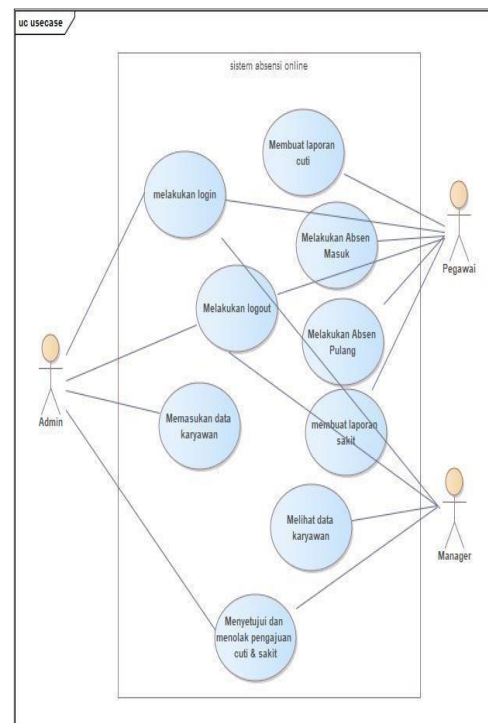 uc usecase
sistem absensi online
Membuat laporan
cuti
melakukan login
Melakukan Absen
Masuk
Pegawai
Melakukan logout
Melakukan Absen
Pulang
Admin
Memasukan data
karyawan
membuat laporan
sakit
Melihat data
karyawan
Manager
Menyetujui dan
menolak pengajuan
cuti & sakit